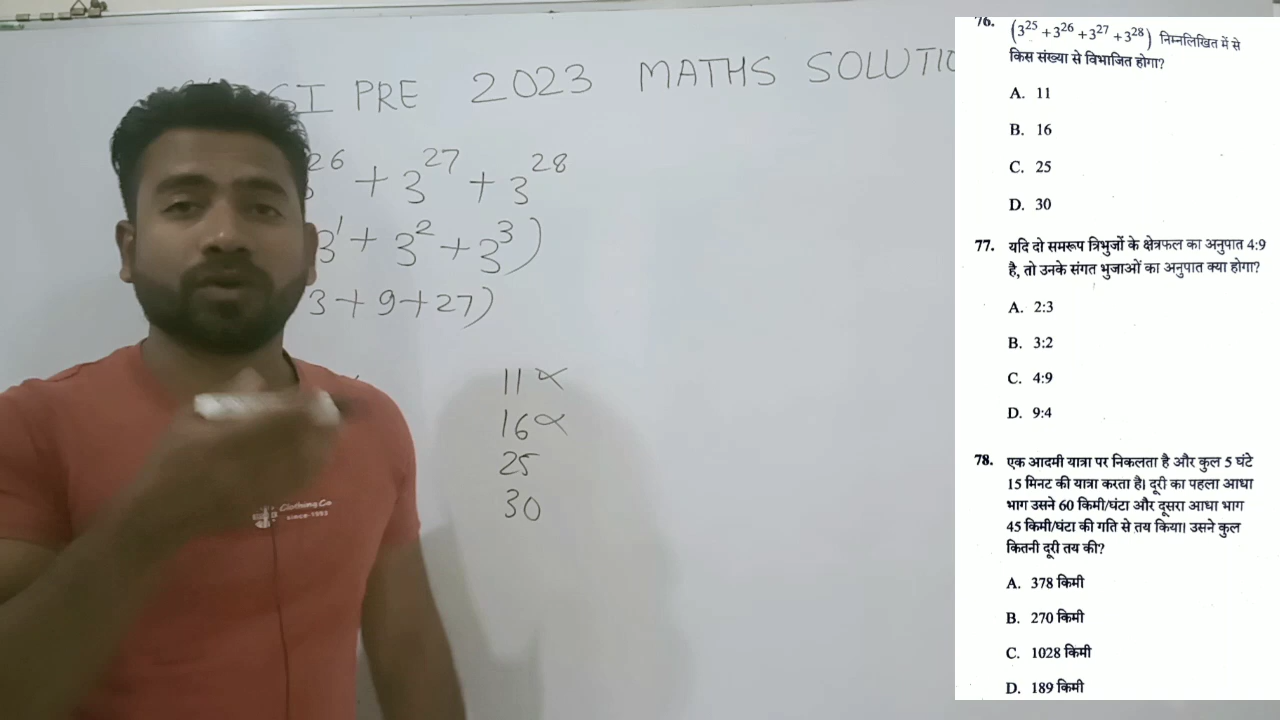 SI PRE 2023 MATHS SOLUTIO
26 + 3^27 + 3^28
3^1 + 3^2 + 3^3)
3 + 9 + 27)
11 ×
16 ×
25
30
Clothing Co
SINCE-1992
76. (3^25 + 3^26 + 3^27 + 3^28) निम्नलिखित में से
किस संख्या से विभाजित होगा?
A. 11
B. 16
C. 25
D. 30
77. यदि दो समरूप त्रिभुजों के क्षेत्रफल का अनुपात 4:9
है, तो उनके संगत भुजाओं का अनुपात क्या होगा?
A. 2:3
B. 3:2
C. 4:9
D. 9:4
78. एक आदमी यात्रा पर निकलता है और कुल 5 घंटे
15 मिनट की यात्रा करता है। दूरी का पहला आधा
भाग उसने 60 किमी/घंटा और दूसरा आधा भाग
45 किमी/घंटा की गति से तय किया। उसने कुल
कितनी दूरी तय की?
A. 378 किमी
B. 270 किमी
C. 1028 किमी
D. 189 किमी